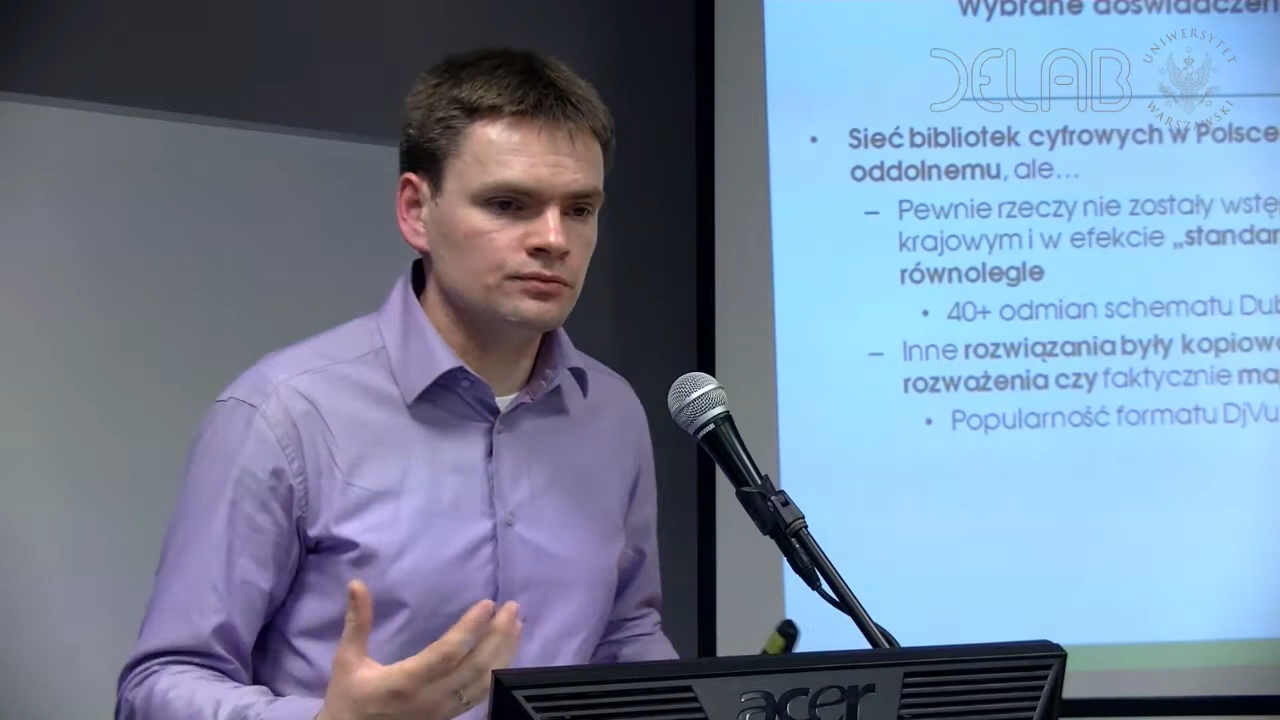 Wybrane doświadczen
DELAB
UNIWERSYTET
WARSZAWSKI
• Sieć bibliotek cyfrowych w Polsce
oddolnemu, ale...
– Pewnie rzeczy nie zostały wstę
krajowym i w efekcie „standar
równolegle
• 40+ odmian schematu Dub
– Inne rozwiązania były kopiowa
rozważenia czy faktycznie ma
• Popularność formatu DjVu
acer